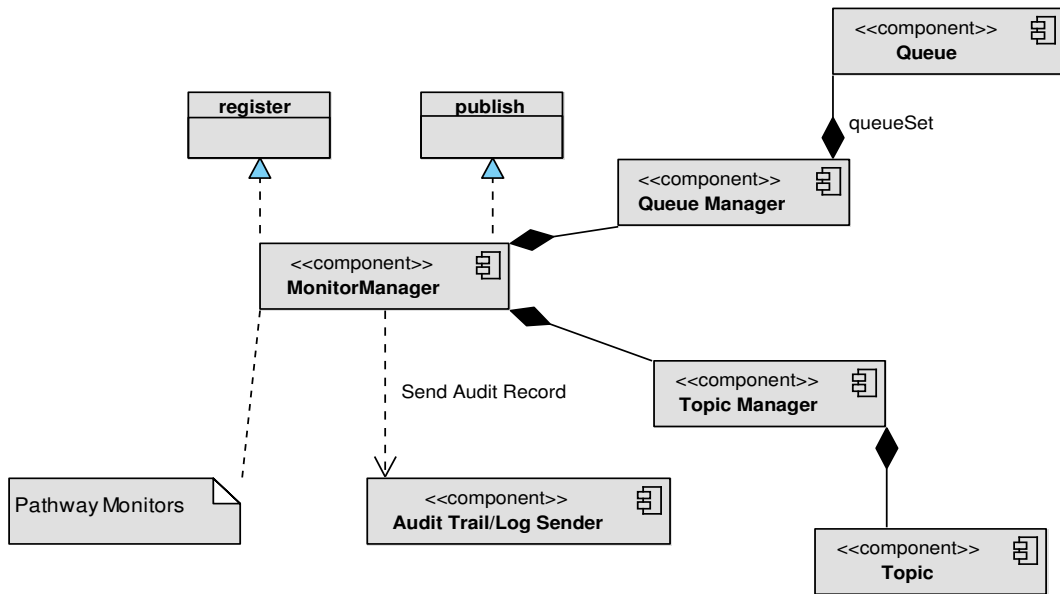 <<component>>
Queue
register
publish
queueSet
<<component>>
Queue Manager
<<component>>
MonitorManager
<<component>>
Topic Manager
Send Audit Record
Pathway Monitors
<<component>>
Audit Trail/Log Sender
<<component>>
Topic